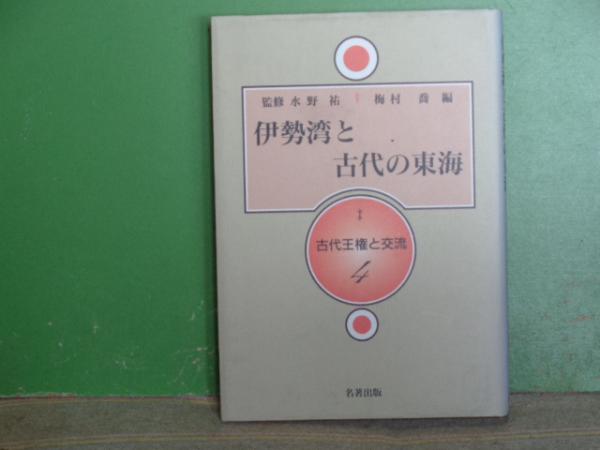 監修 水野 祐　梅村 喬 編
伊勢湾と
古代の東海
古代王権と交流
4
名著出版